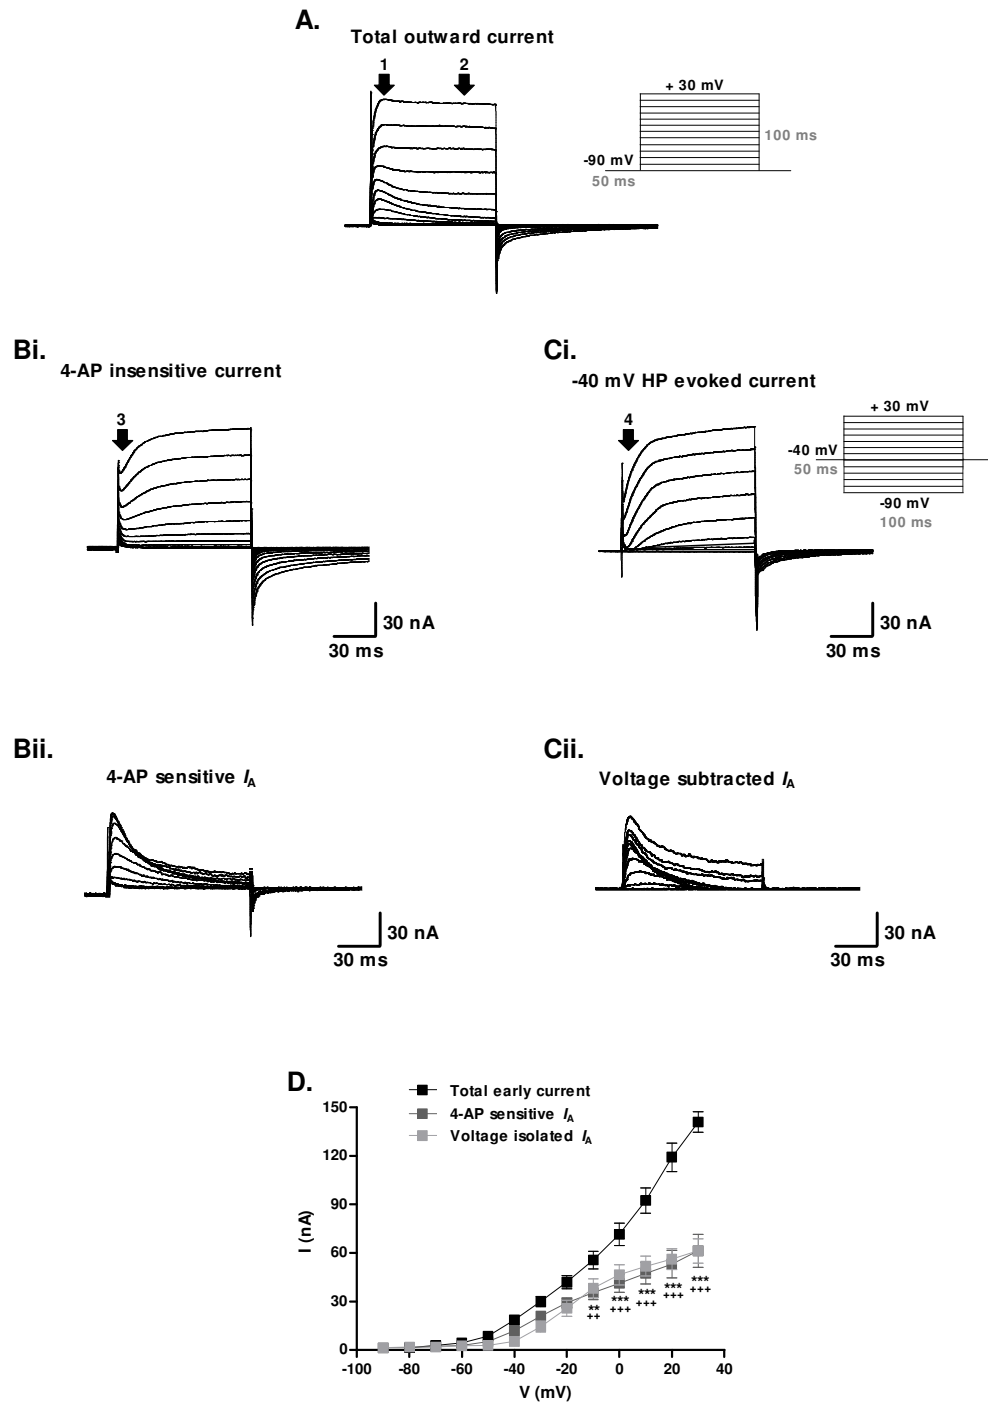 A.
Total outward current
1
2
+ 30 mV
100 ms
-90 mV
50 ms
Bi.
4-AP insensitive current
3
30 nA
30 ms
Ci.
-40 mV HP evoked current
4
+ 30 mV
-40 mV
50 ms
-90 mV
100 ms
30 nA
30 ms
Bii.
4-AP sensitive IA
30 nA
30 ms
Cii.
Voltage subtracted IA
30 nA
30 ms
D.
Total early current
4-AP sensitive IA
Voltage isolated IA
150
120
90
60
30
0
I (nA)
** *** *** *** ***
++ +++ +++ +++ +++
-100 -80 -60 -40 -20 0 20 40
V (mV)